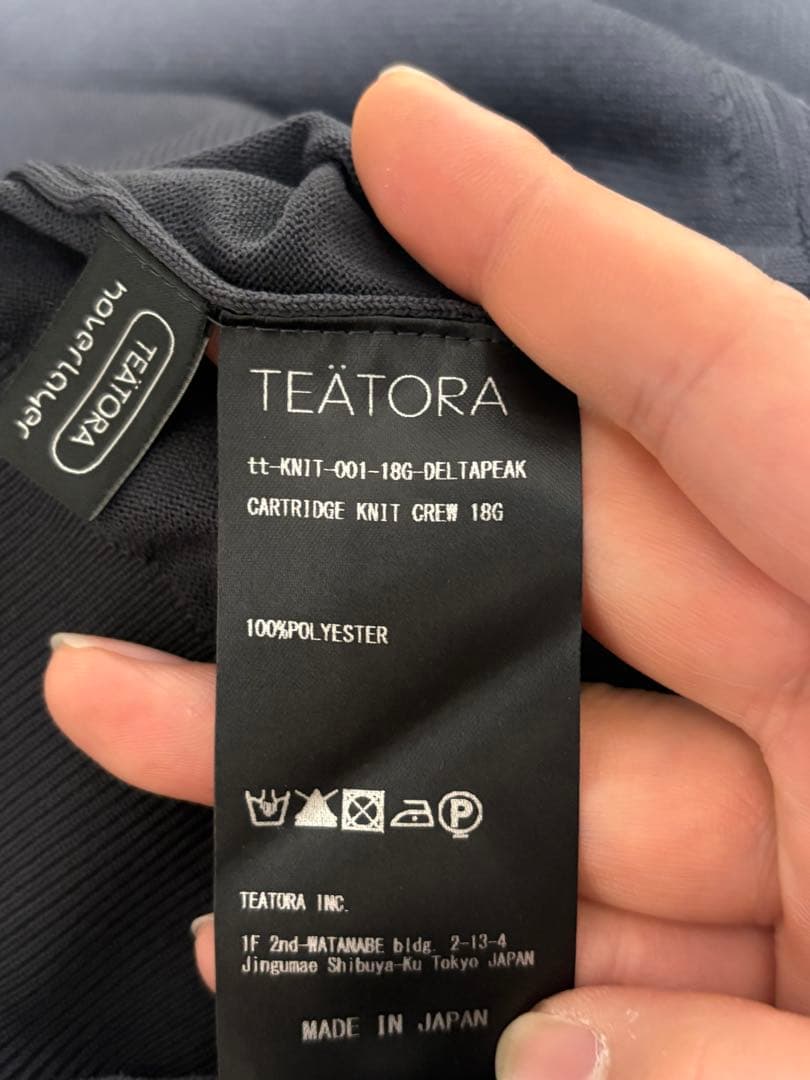 hoverlayer
TEÄTORA
TEÄTORA
tt-KNIT-001-18G-DELTAPEAK
CARTRIDGE KNIT CREW 18G
100%POLYESTER
P
TEATORA INC.
1F 2nd-WATANABE bldg. 2-13-4
Jingumae Shibuya-Ku Tokyo JAPAN
MADE IN JAPAN